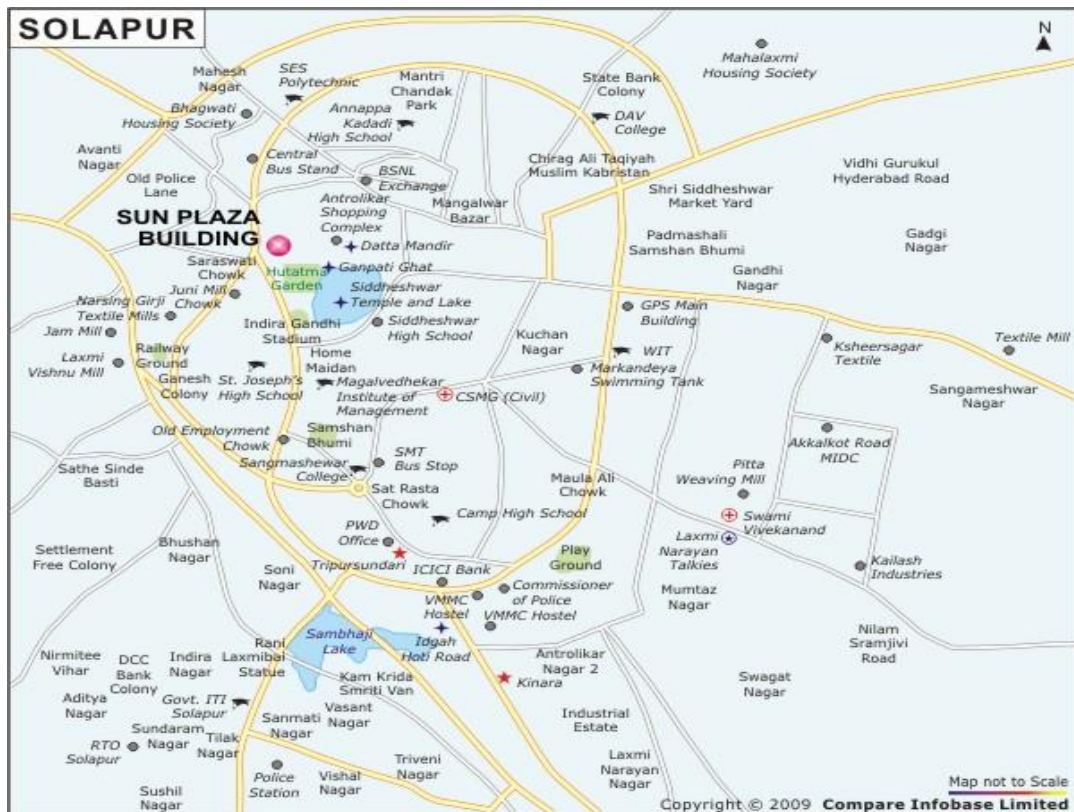 SOLAPUR
N
Mahalaxmi
Housing Society
SES
Polytechnic
Mahesh
Nagar
Mantri
Chandak
Park
State Bank
Colony
Bhagwati
Housing Society
Annappa
Kadadi
High School
DAV
College
Avanti
Nagar
Central
Bus Stand
Chirag Ali Taqiyah
Muslim Kabristan
Vidhi Gurukul
Hyderabad Road
Old Police
Lane
BSNL
Exchange
Shri Siddheshwar
Market Yard
Antrolikar
Shopping
Complex
Mangalwar
Bazar
SUN PLAZA
BUILDING
Datta Mandir
Padmashali
Samshan Bhumi
Gadgi
Nagar
Saraswati
Chowk
Ganpati Ghat
Hutatma
Garden
Gandhi
Nagar
Juni Mill
Chowk
Siddheshwar
Temple and Lake
Narsing Girji
Textile Mills
GPS Main
Building
Indira Gandhi
Stadium
Siddheshwar
High School
Jam Mill
Kuchan
Nagar
Ksheersagar
Textile
Textile Mill
Railway
Ground
Home
Maidan
WIT
Laxmi
Vishnu Mill
Markandeya
Swimming Tank
Ganesh
Colony
St. Joseph's
High School
Magalvedhekar
Institute of
Management
CSMG (Civil)
Sangameshwar
Nagar
Old Employment
Chowk
Samshan
Bhumi
Akkalkot Road
MIDC
SMT
Bus Stop
Sangmashewar
College
Sathe Sinde
Basti
Pitta
Weaving Mill
Maula Ali
Chowk
Sat Rasta
Chowk
Camp High School
Swami
Vivekanand
PWD
Office
Laxmi
Narayan
Talkies
Bhushan
Nagar
Settlement
Free Colony
Play
Ground
Tripursundari
ICICI Bank
Kailash
Industries
Soni
Nagar
Commissioner
of Police
VMMC
Hostel
Mumtaz
Nagar
VMMC Hostel
Rani
Laxmibai
Statue
Sambhaji
Lake
Idgah
Hoti Road
Nilam
Sramjivi
Road
Nirmitee
Vihar
DCC
Bank
Colony
Indira
Nagar
Antrolikar
Nagar 2
Kam Krida
Smriti Van
Kinara
Swagat
Nagar
Aditya
Nagar
Govt. ITI
Solapur
Vasant
Nagar
Sanmati
Nagar
Industrial
Estate
Sundaram
Nagar
Tilak
Nagar
RTO
Solapur
Triveni
Nagar
Laxmi
Narayan
Nagar
Police
Station
Vishal
Nagar
Sushil
Nagar
Map not to Scale
Copyright © 2009 Compare Infobase Limited